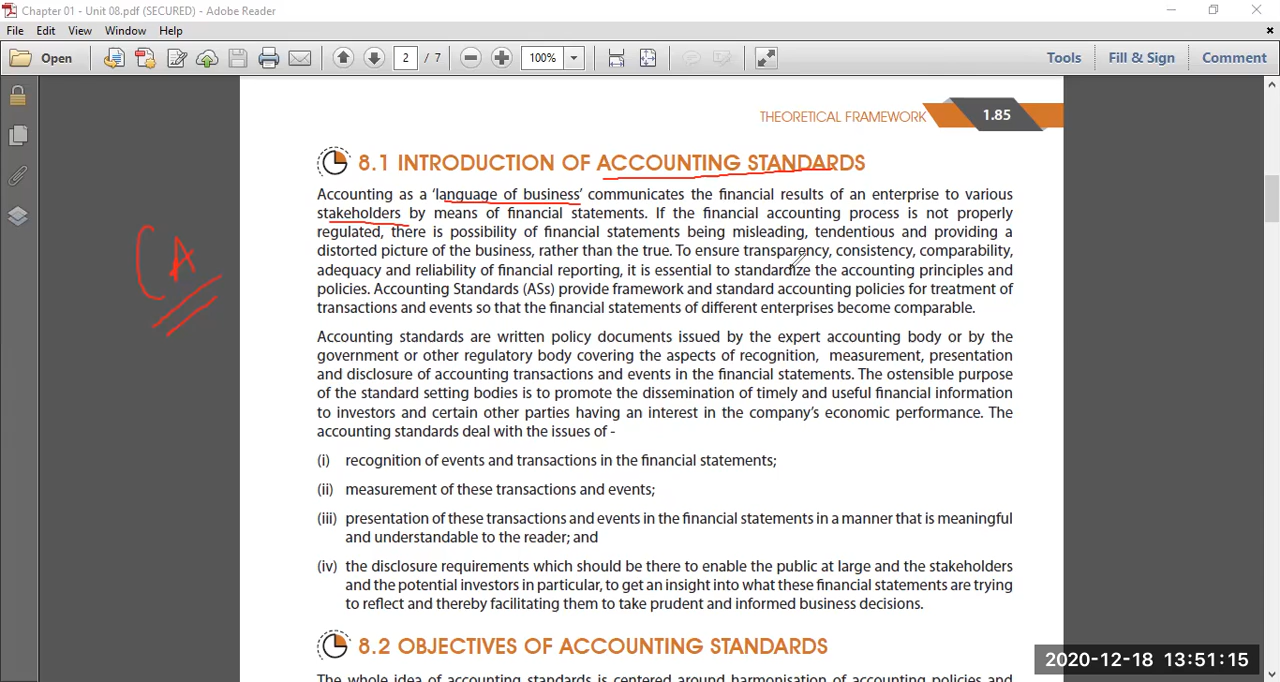 Chapter 01 - Unit 08.pdf (SECURED) - Adobe Reader
File Edit View Window Help
Open 2 / 7 100% Tools Fill & Sign Comment
THEORETICAL FRAMEWORK 1.85
8.1 INTRODUCTION OF ACCOUNTING STANDARDS
Accounting as a 'language of business' communicates the financial results of an enterprise to various
stakeholders by means of financial statements. If the financial accounting process is not properly
regulated, there is possibility of financial statements being misleading, tendentious and providing a
distorted picture of the business, rather than the true. To ensure transparency, consistency, comparability,
adequacy and reliability of financial reporting, it is essential to standardize the accounting principles and
policies. Accounting Standards (ASs) provide framework and standard accounting policies for treatment of
transactions and events so that the financial statements of different enterprises become comparable.
CA
Accounting standards are written policy documents issued by the expert accounting body or by the
government or other regulatory body covering the aspects of recognition, measurement, presentation
and disclosure of accounting transactions and events in the financial statements. The ostensible purpose
of the standard setting bodies is to promote the dissemination of timely and useful financial information
to investors and certain other parties having an interest in the company's economic performance. The
accounting standards deal with the issues of -
(i) recognition of events and transactions in the financial statements;
(ii) measurement of these transactions and events;
(iii) presentation of these transactions and events in the financial statements in a manner that is meaningful
and understandable to the reader; and
(iv) the disclosure requirements which should be there to enable the public at large and the stakeholders
and the potential investors in particular, to get an insight into what these financial statements are trying
to reflect and thereby facilitating them to take prudent and informed business decisions.
8.2 OBJECTIVES OF ACCOUNTING STANDARDS
The whole idea of accounting standards is centered around harmonisation of accounting policies and
2020-12-18 13:51:15